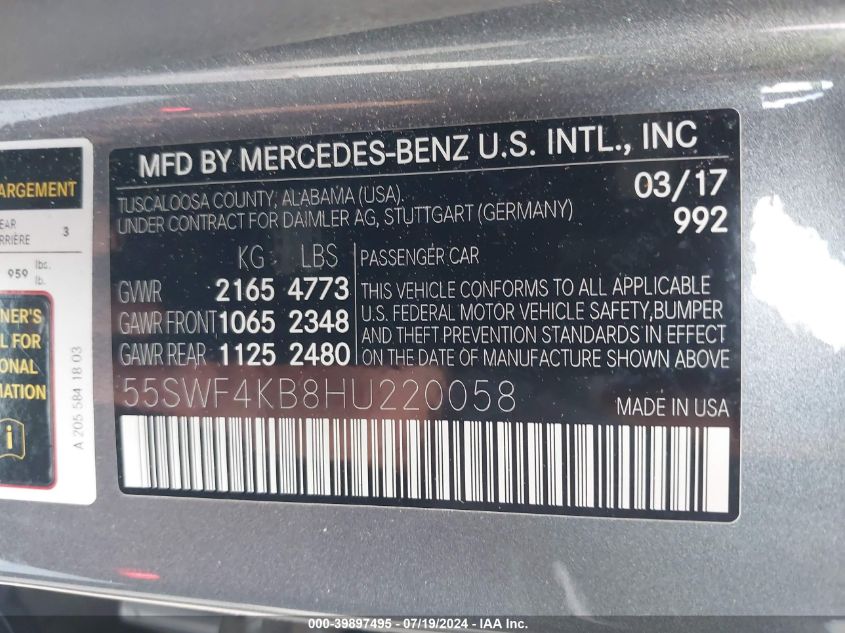 ARGEMENT
EAR
RRIÈRE 3
959 lbs.
lb.
NER'S
L FOR
ONAL
MATION
A 205 584 18 03
MFD BY MERCEDES-BENZ U.S. INTL., INC
TUSCALOOSA COUNTY, ALABAMA (USA). 03/17
UNDER CONTRACT FOR DAIMLER AG, STUTTGART (GERMANY) 992
KG LBS
GVWR 2165 4773
GAWR FRONT 1065 2348
GAWR REAR 1125 2480
PASSENGER CAR
THIS VEHICLE CONFORMS TO ALL APPLICABLE
U.S. FEDERAL MOTOR VEHICLE SAFETY,BUMPER
AND THEFT PREVENTION STANDARDS IN EFFECT
ON THE DATE OF MANUFACTURE SHOWN ABOVE
55SWF4KB8HU220058 MADE IN USA
000-39897495 - 07/19/2024 - IAA Inc.